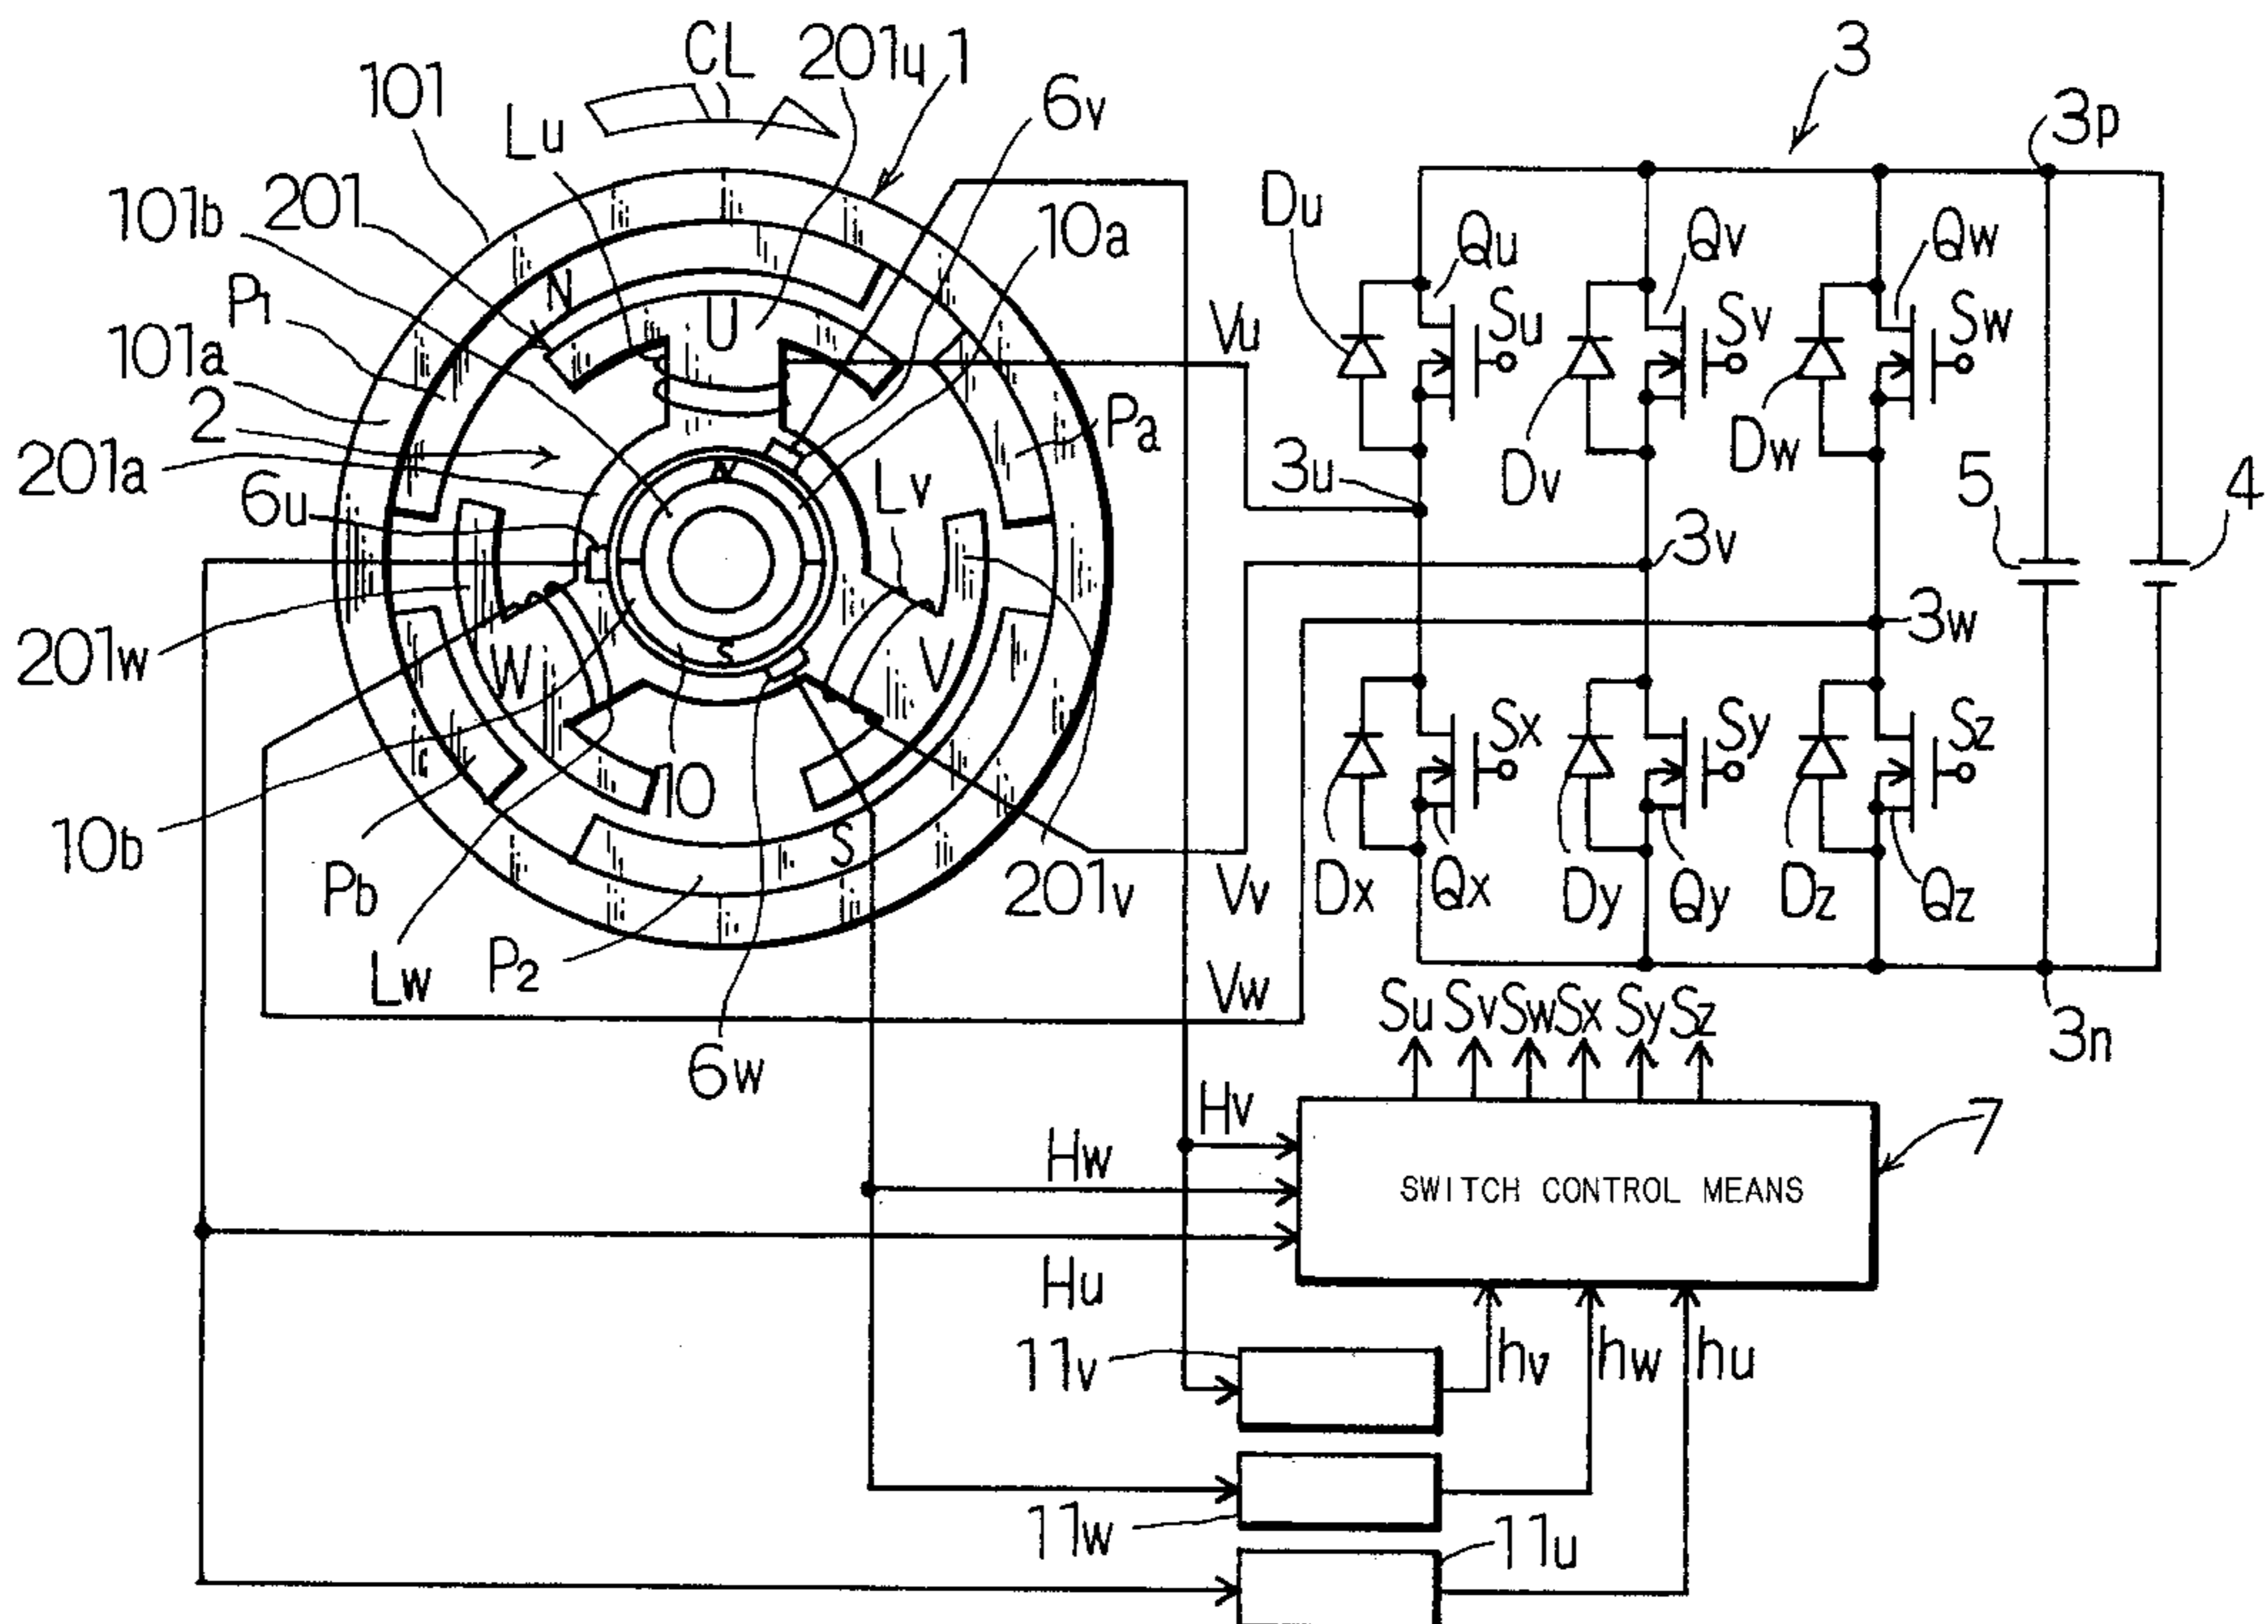 CL
201u
1
3
101
6v
3p
Lu
101b
201
10a
Du
Qu
Qv
Qw
P1
N
U
Vu
Su
Sv
Sw
101a
2
Pa
201a
N
Lv
3u
Dv
Dw
5
4
6u
3v
201w
W
S
V
3w
Sx
Sy
Sz
10
10b
S
Pb
201v
Vv
Dx
Qx
Dy
Qy
Dz
Qz
Lw
P2
Vw
Su Sv Sw Sx Sy Sz
3n
6w
Hv
7
Hw
SWITCH CONTROL MEANS
Hu
11v
hv
hw
hu
11w
11u